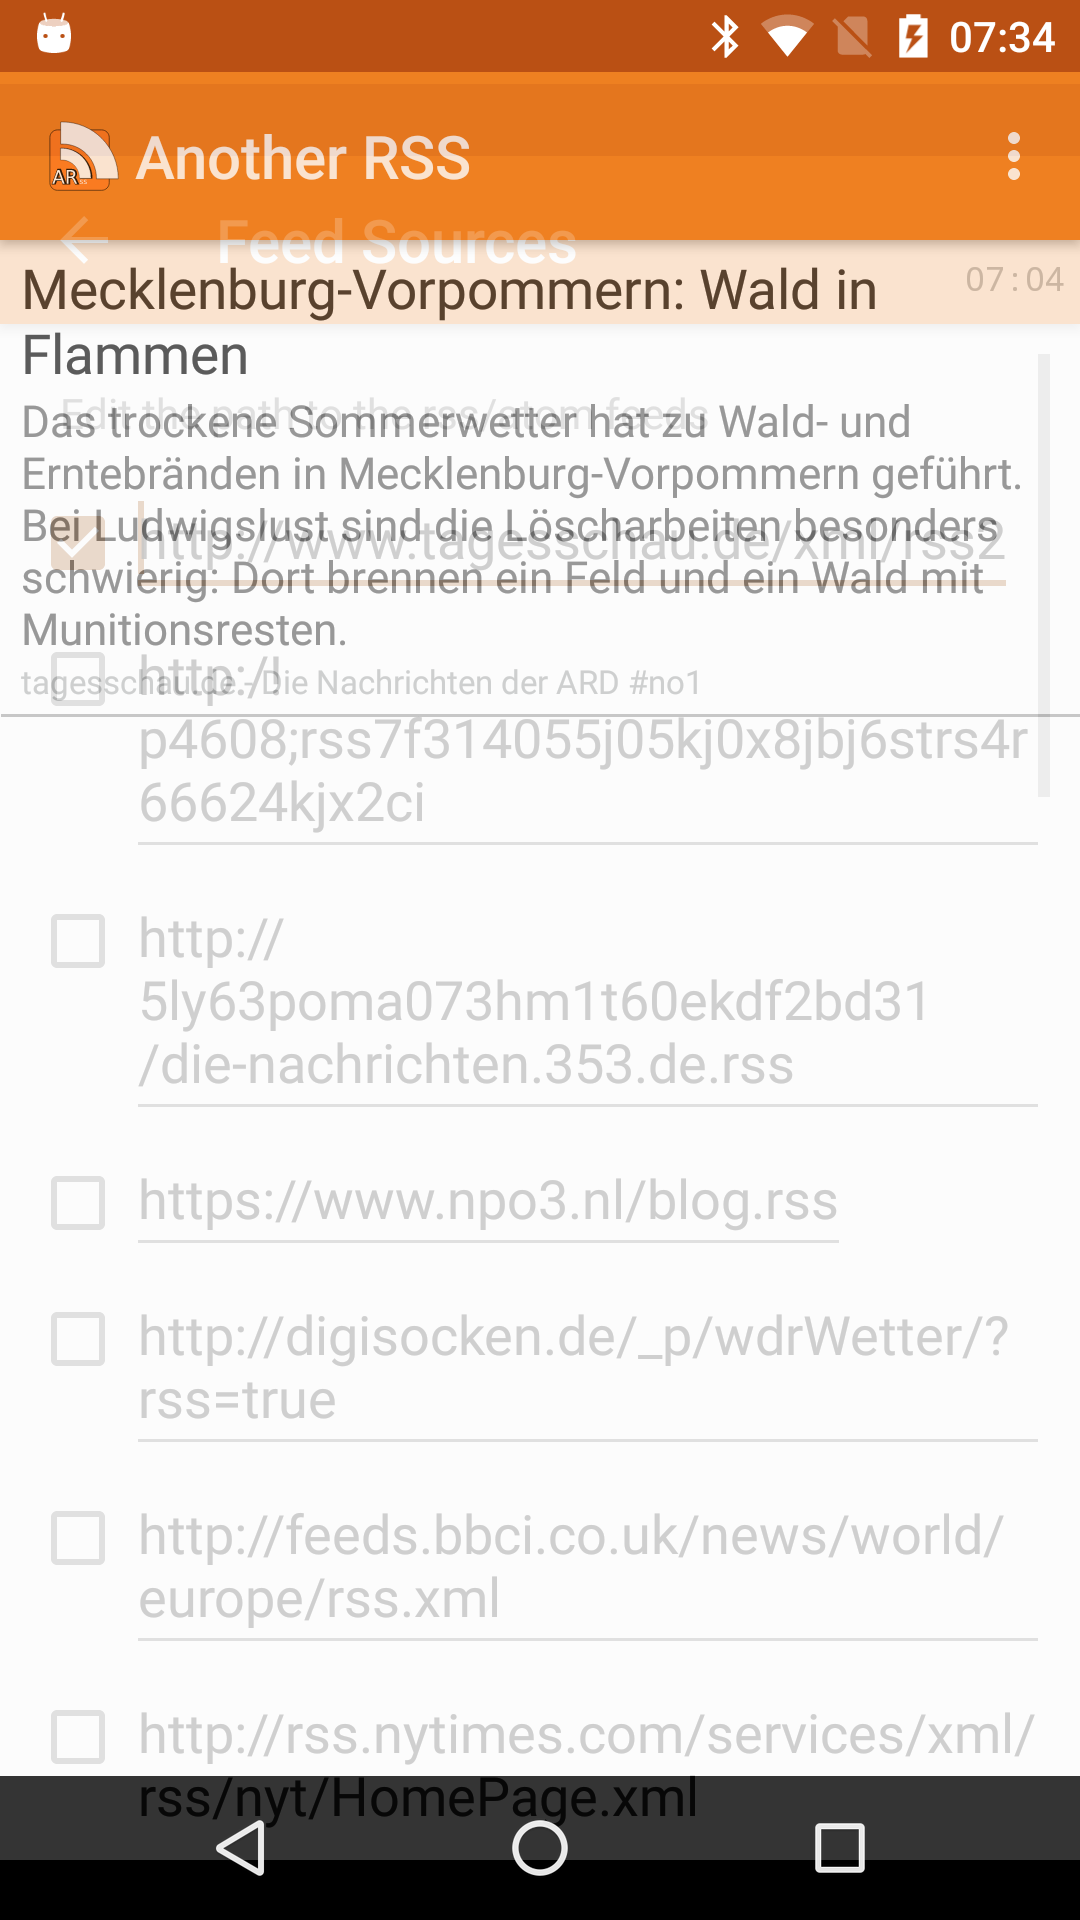 07:34
AR
Another RSS
Feed Sources
Mecklenburg-Vorpommern: Wald in
07:04
Flammen
Edit the path to the rss/atom feeds
Das trockene Sommerwetter hat zu Wald- und
Erntebränden in Mecklenburg-Vorpommern geführt.
Bei Ludwigslust sind die Löscharbeiten besonders
http://www.tagesschau.de/xml/rss2
schwierig: Dort brennen ein Feld und ein Wald mit
Munitionsresten.
http:/!
tagesschau.de - Die Nachrichten der ARD #no1
p4608;rss7f314055j05kj0x8jbj6strs4r
66624kjx2ci
http://
5ly63poma073hm1t60ekdf2bd31
/die-nachrichten.353.de.rss
https://www.npo3.nl/blog.rss
http://digisocken.de/_p/wdrWetter/?
rss=true
http://feeds.bbci.co.uk/news/world/
europe/rss.xml
http://rss.nytimes.com/services/xml/
rss/nyt/HomePage.xml